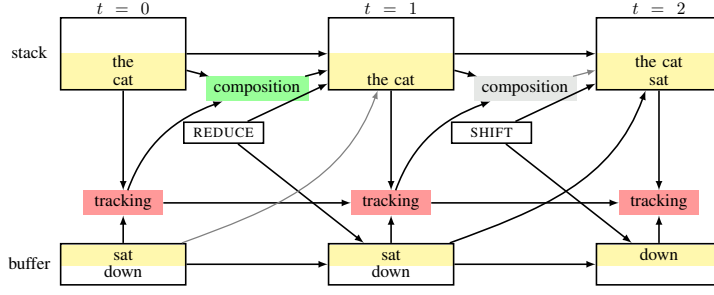 t = 0 t = 1 t = 2
stack
the
cat
the cat
the cat
sat
composition
composition
REDUCE
SHIFT
tracking
tracking
tracking
buffer
sat
down
sat
down
down